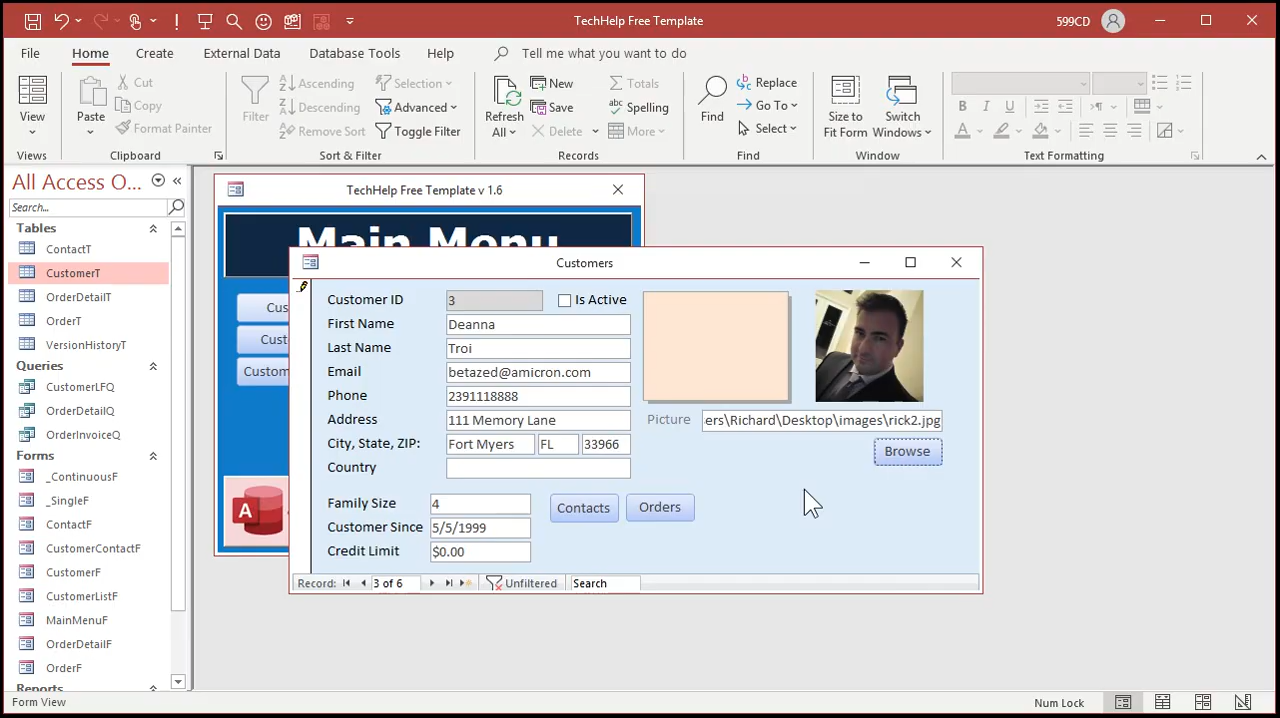 TechHelp Free Template
599CD
File
Home
Create
External Data
Database Tools
Help
Tell me what you want to do
View
Views
Paste
Cut
Copy
Format Painter
Clipboard
Filter
Ascending
Descending
Remove Sort
Selection
Advanced
Toggle Filter
Sort & Filter
Refresh
All
New
Save
Delete
Totals
Spelling
More
Records
Find
Replace
Go To
Select
Find
Size to
Fit Form
Switch
Windows
Window
B I U
A
Text Formatting
All Access O...
Search...
Tables
ContactT
CustomerT
OrderDetailT
OrderT
VersionHistoryT
Queries
CustomerLFQ
OrderDetailQ
OrderInvoiceQ
Forms
_ContinuousF
_SingleF
ContactF
CustomerContactF
CustomerF
CustomerListF
MainMenuF
OrderDetailF
OrderF
Reports
TechHelp Free Template v 1.6
Main Menu
Cus
Cust
Custom
A
Customers
Customer ID 3 Is Active
First Name Deanna
Last Name Troi
Email betazed@amicron.com
Phone 2391118888
Address 111 Memory Lane
City, State, ZIP: Fort Myers FL 33966
Country
Picture ers\Richard\Desktop\images\rick2.jpg
Browse
Family Size 4
Customer Since 5/5/1999
Credit Limit $0.00
Contacts
Orders
Record: 3 of 6 Unfiltered Search
Form View
Num Lock